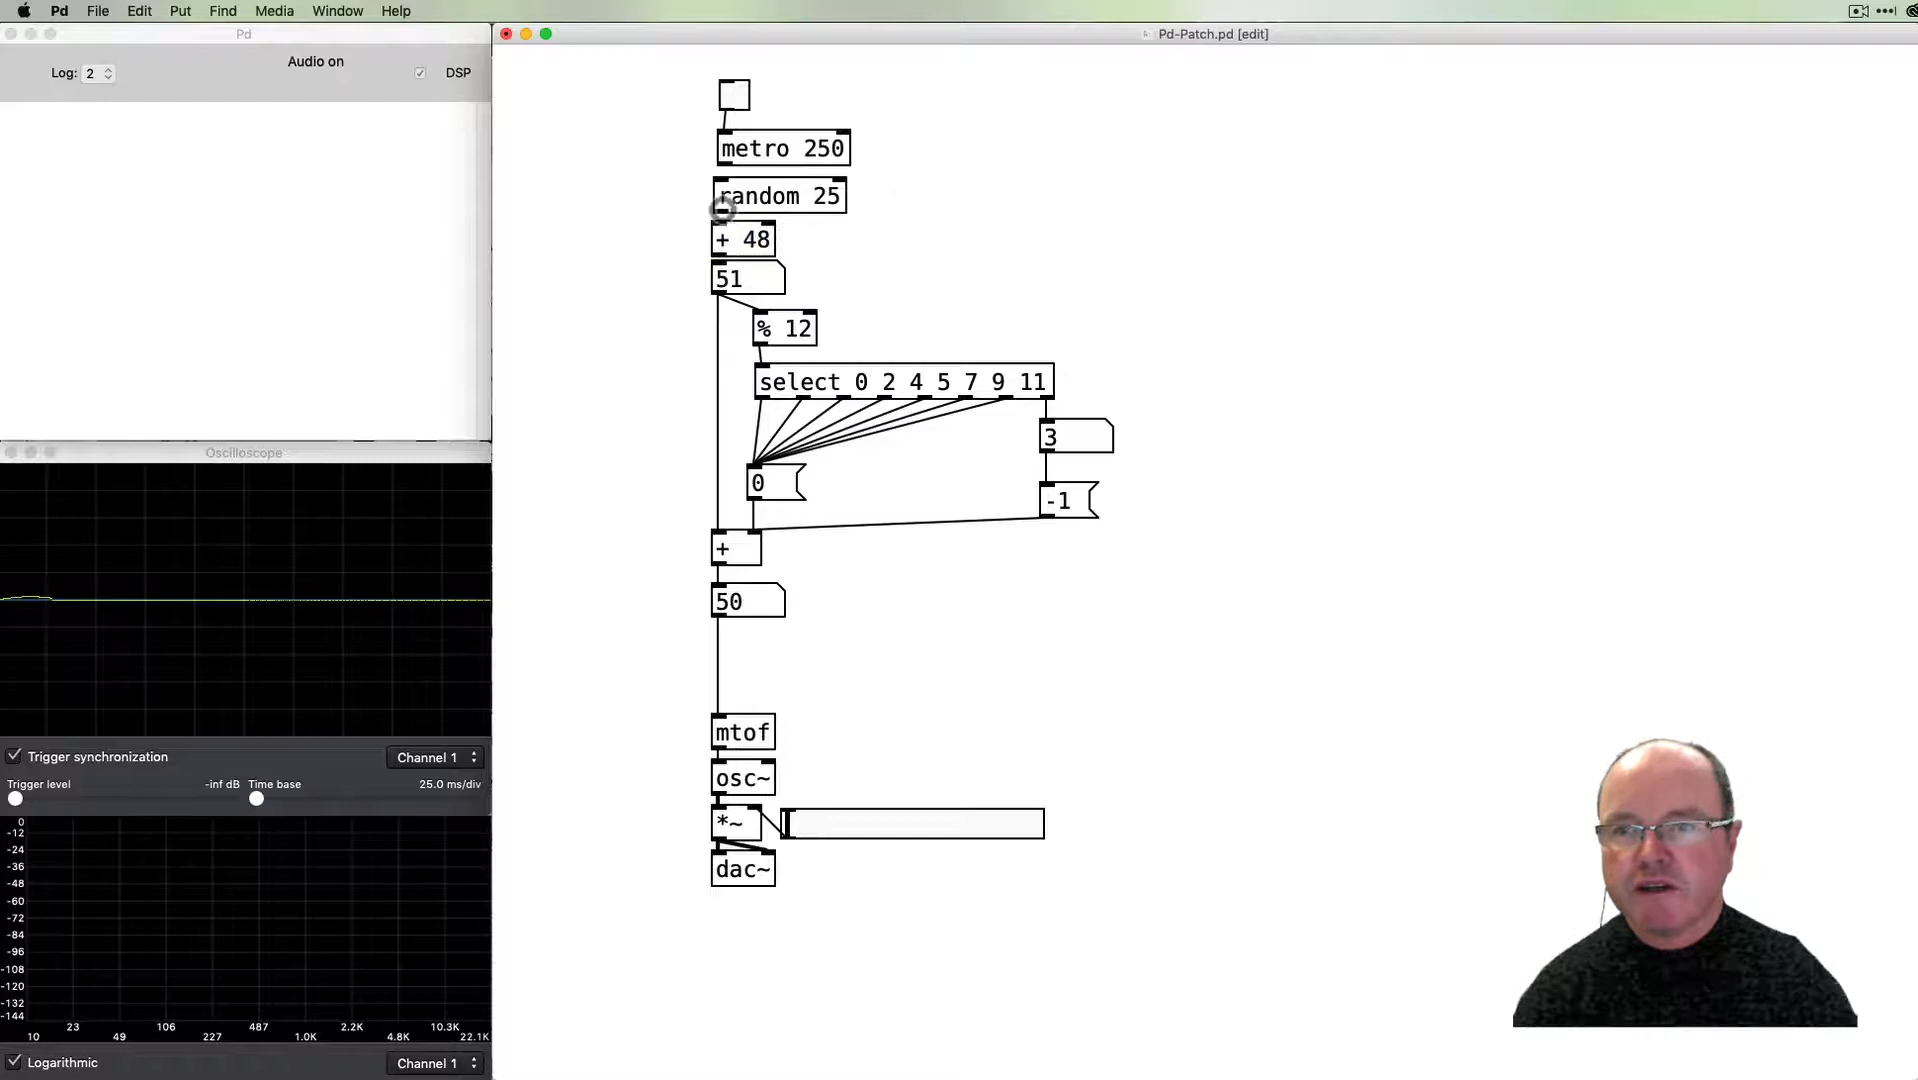 Pd File Edit Put Find Media Window Help
Pd
Pd-Patch.pd [edit]
Audio on
Log: 2
DSP
metro 250
random 25
+ 48
51
% 12
select 0 2 4 5 7 9 11
3
0
-1
+
50
mtof
osc~
*~
dac~
Oscilloscope
Trigger synchronization
Channel 1
Trigger level
-inf dB
Time base
25.0 ms/div
0
-12
-24
-36
-48
-60
-72
-84
-96
-108
-120
-132
-144
23 106 487 2.2K 10.3K
10 49 227 1.0K 4.8K 22.1K
Logarithmic
Channel 1